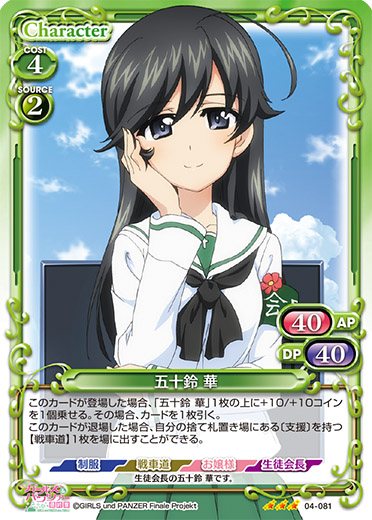 Character
COST
4
SOURCE
2
会
40 AP
DP 40
五十鈴 華
このカードが登場した場合、「五十鈴 華」1枚の上に+10/+10コイン
を1個乗せる。その場合、カードを1枚引く。
このカードが退場した場合、自分の捨て札置き場にある【支援】を持つ
【戦車道】1枚を場に出すことができる。
制服 戦車道 お嬢様 生徒会長
生徒会長の五十鈴 華です。
©GIRLS und PANZER Finale Projekt
04-081